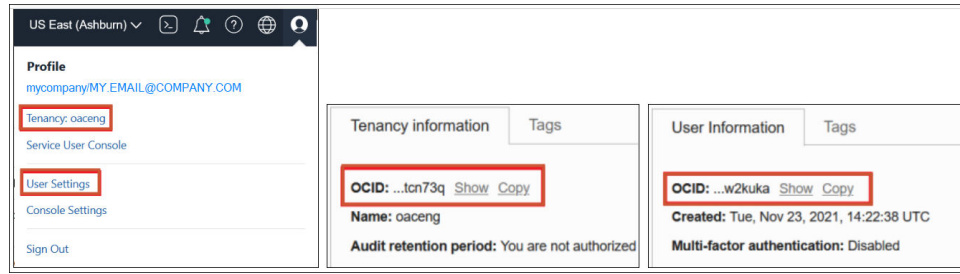 US East (Ashburn)
Profile
mycompany/MY.EMAIL@COMPANY.COM
Tenancy: oaceng
Service User Console
User Settings
Console Settings
Sign Out
Tenancy information Tags
OCID: ...tcn73q Show Copy
Name: oaceng
Audit retention period: You are not authorized
User Information Tags
OCID: ...w2kuka Show Copy
Created: Tue, Nov 23, 2021, 14:22:38 UTC
Multi-factor authentication: Disabled